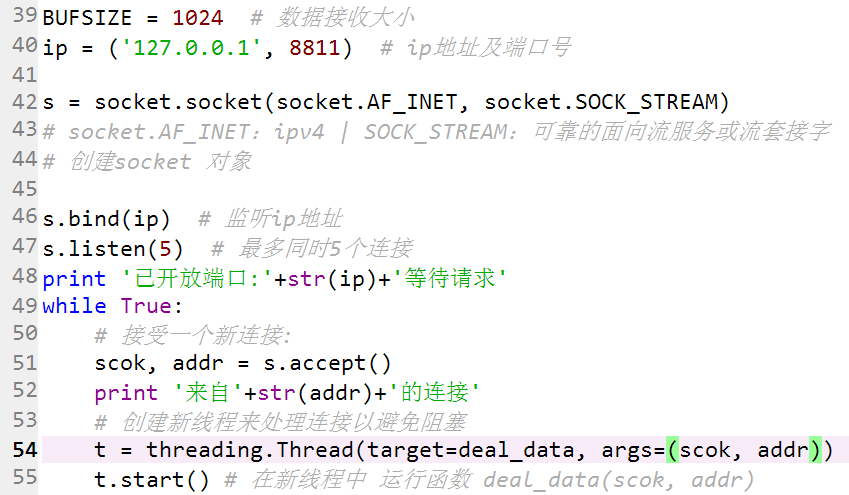 39 BUFSIZE = 1024  # 数据接收大小
40 ip = ('127.0.0.1', 8811)  # ip地址及端口号
41
42 s = socket.socket(socket.AF_INET, socket.SOCK_STREAM)
43 # socket.AF_INET：ipv4 | SOCK_STREAM：可靠的面向流服务或流套接字
44 # 创建socket 对象
45
46 s.bind(ip)  # 监听ip地址
47 s.listen(5)  # 最多同时5个连接
48 print '已开放端口:'+str(ip)+'等待请求'
49 while True:
50     # 接受一个新连接:
51     scok, addr = s.accept()
52     print '来自'+str(addr)+'的连接'
53     # 创建新线程来处理连接以避免阻塞
54     t = threading.Thread(target=deal_data, args=(scok, addr))
55     t.start() # 在新线程中 运行函数 deal_data(scok, addr)